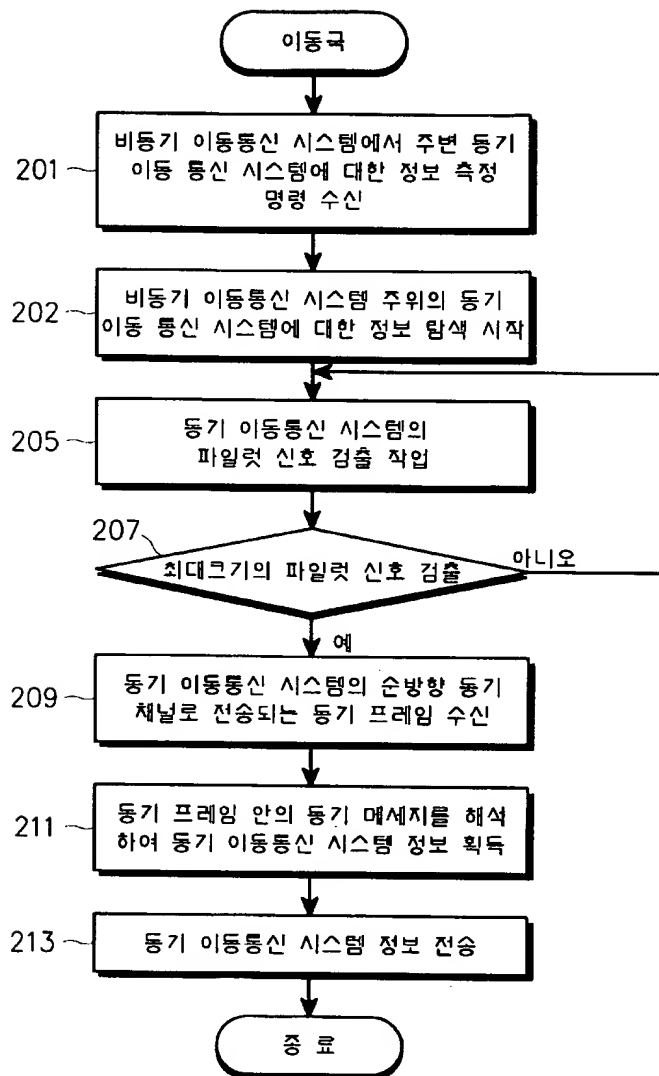 이동국
201
비동기 이동통신 시스템에서 주변 동기
이동 통신 시스템에 대한 정보 측정
명령 수신
202
비동기 이동통신 시스템 주위의 동기
이동 통신 시스템에 대한 정보 탐색 시작
205
동기 이동통신 시스템의
파일럿 신호 검출 작업
207
최대크기의 파일럿 신호 검출
아니오
예
209
동기 이동통신 시스템의 순방향 동기
채널로 전송되는 동기 프레임 수신
211
동기 프레임 안의 동기 메세지를 해석
하여 동기 이동통신 시스템 정보 획득
213
동기 이동통신 시스템 정보 전송
종 료